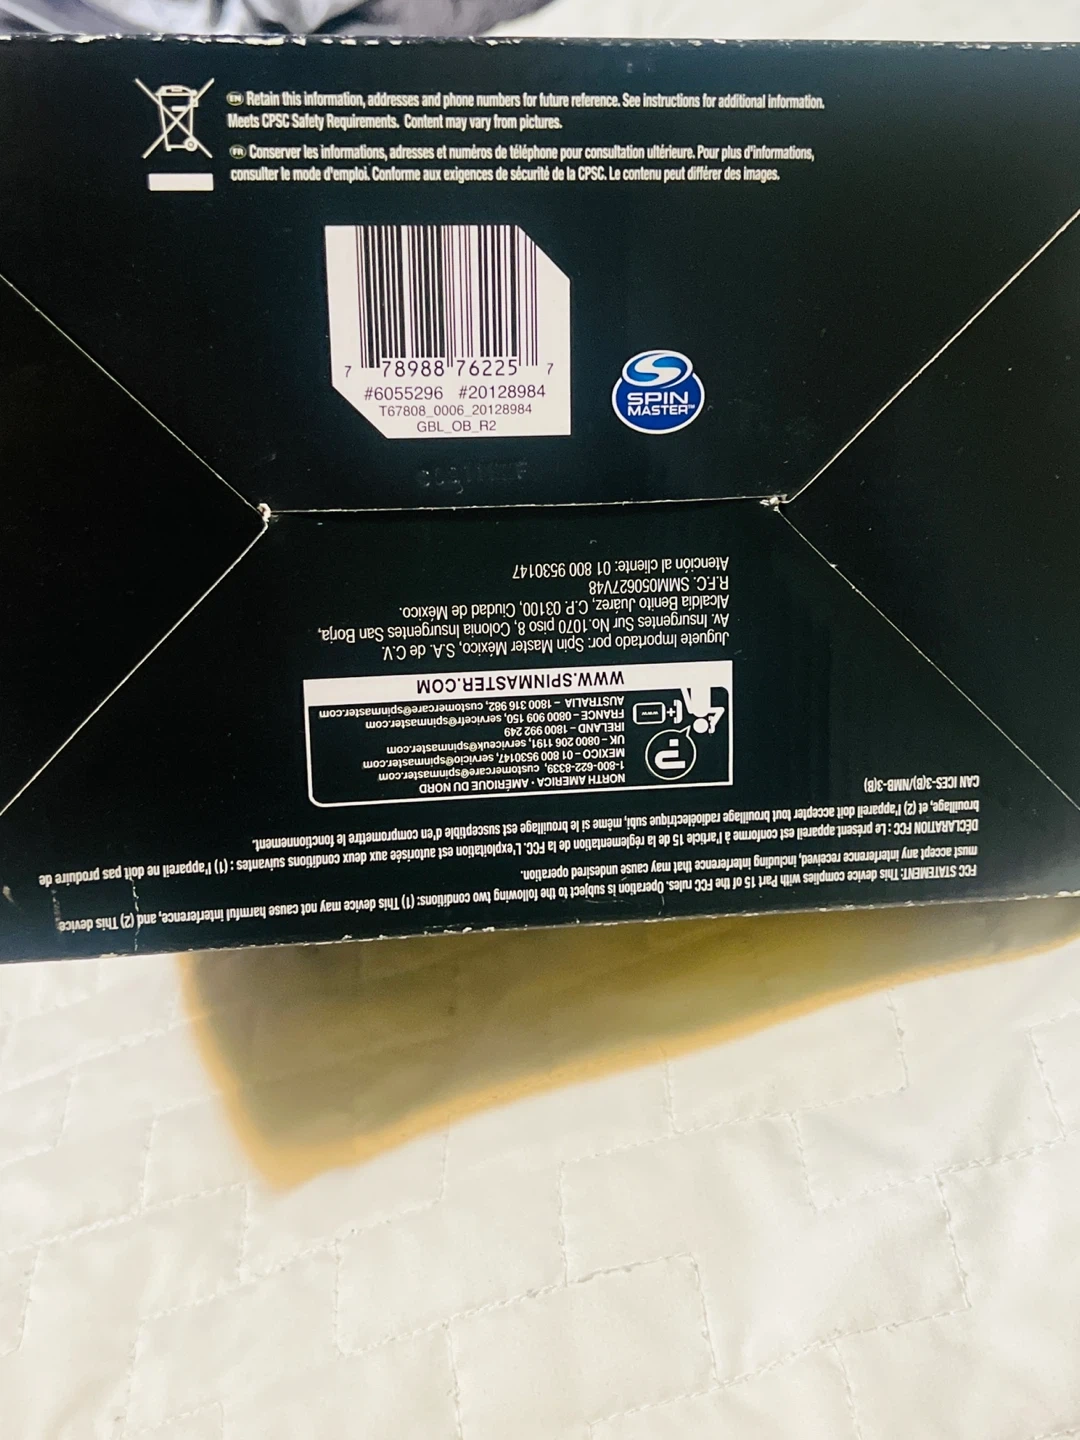 EN Retain this information, addresses and phone numbers for future reference. See instructions for additional information.
Meets CPSC Safety Requirements. Content may vary from pictures.
FR Conserver les informations, adresses et numéros de téléphone pour consultation ultérieure. Pour plus d'informations,
consulter le mode d'emploi. Conforme aux exigences de sécurité de la CPSC. Le contenu peut différer des images.
7 78988 76225 7
#6055296 #20128984
T67808_0006_20128984
GBL_OB_R2
SPIN
MASTER™
FCC STATEMENT: This device complies with Part 15 of the FCC rules. Operation is subject to the following two conditions: (1) This device may not cause harmful interference, and (2) This device
must accept any interference received, including interference that may cause undesired operation.
DÉCLARATION FCC : Le présent appareil est conforme à l'article 15 de la réglementation de la FCC. L'exploitation est autorisée aux deux conditions suivantes : (1) l'appareil ne doit pas produire de
brouillage, et (2) l'appareil doit accepter tout brouillage radioélectrique subi, même si le brouillage est susceptible d'en compromettre le fonctionnement.
CAN ICES-3(B)/NMB-3(B)
NORTH AMERICA • AMÉRIQUE DU NORD
1-800-622-8339, customercare@spinmaster.com
MEXICO – 01 800 9530147, servicio@spinmaster.com
UK – 0800 206 1191, serviceuk@spinmaster.com
IRELAND – 1800 992 249
FRANCE – 0800 909 150, servicefr@spinmaster.com
AUSTRALIA – 1800 316 982, customercare@spinmaster.com
www
WWW.SPINMASTER.COM
Juguete Importado por: Spin Master México, S.A. de C.V.
Av. Insurgentes Sur No.1070 piso 8, Colonia Insurgentes San Borja,
Alcaldía Benito Juárez, C.P. 03100, Ciudad de México.
R.F.C. SMM050627V48
Atención al cliente: 01 800 9530147